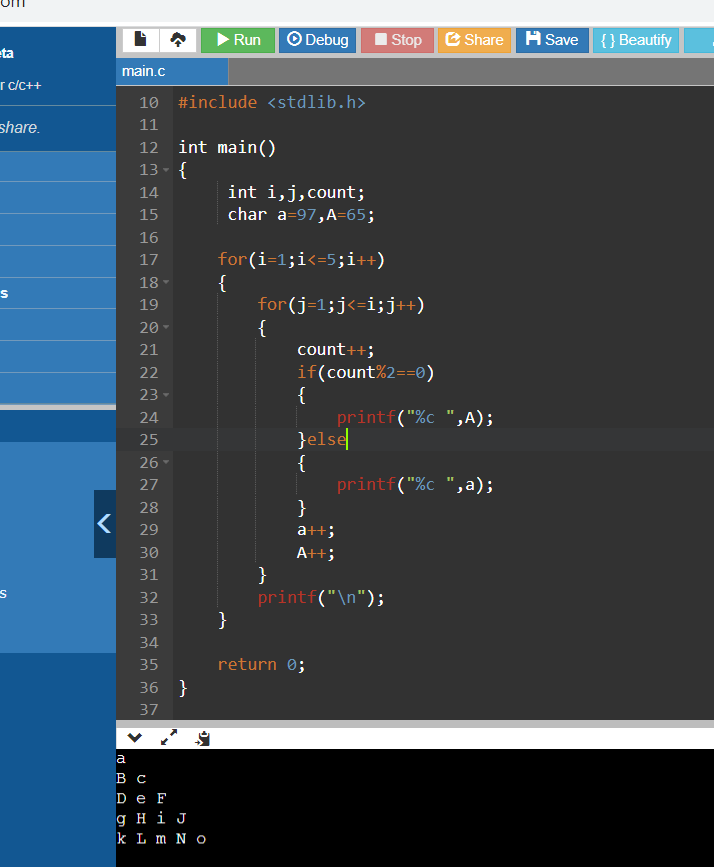 om
eta
r c/c++
share.
s
s
Run Debug Stop Share Save { } Beautify
main.c
10 #include <stdlib.h>
11
12 int main()
13 {
14 int i,j,count;
15 char a=97,A=65;
16
17 for(i=1;i<=5;i++)
18 {
19 for(j=1;j<=i;j++)
20 {
21 count++;
22 if(count%2==0)
23 {
24 printf("%c ",A);
25 }else
26 {
27 printf("%c ",a);
28 }
29 a++;
30 A++;
31 }
32 printf("\n");
33 }
34
35 return 0;
36 }
37
a
B c
D e F
g H i J
k L m N o